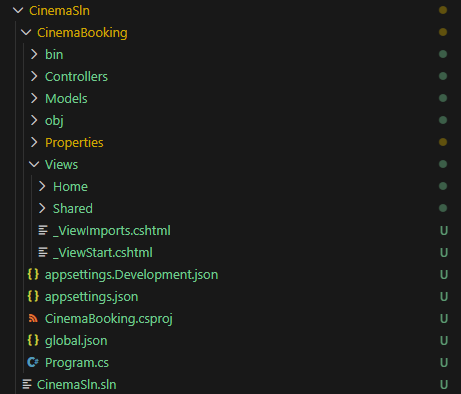 CinemaSln
CinemaBooking
bin
Controllers
Models
obj
Properties
Views
Home
Shared
_ViewImports.cshtml U
_ViewStart.cshtml U
{} appsettings.Development.json U
{} appsettings.json U
CinemaBooking.csproj U
{} global.json U
C# Program.cs U
CinemaSln.sln U